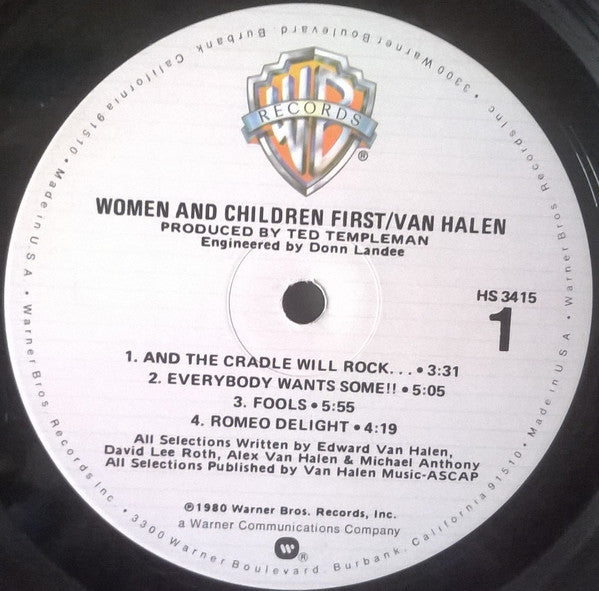 3300 Warner Boulevard, Burbank, California 91510 • Made in U S A • Warner Bros. Records Inc. • 3300 Warner Boulevard, Burbank, California 91510 • Made in U S A • Warner Bros. Records Inc •
WB
RECORDS
®
WOMEN AND CHILDREN FIRST/VAN HALEN
PRODUCED BY TED TEMPLEMAN
Engineered by Donn Landee
HS 3415
1
1. AND THE CRADLE WILL ROCK. . . • 3:31
2. EVERYBODY WANTS SOME!! • 5:05
3. FOOLS • 5:55
4. ROMEO DELIGHT • 4:19
All Selections Written by Edward Van Halen,
David Lee Roth, Alex Van Halen & Michael Anthony
All Selections Published by Van Halen Music-ASCAP
℗1980 Warner Bros. Records, Inc.
a Warner Communications Company
®